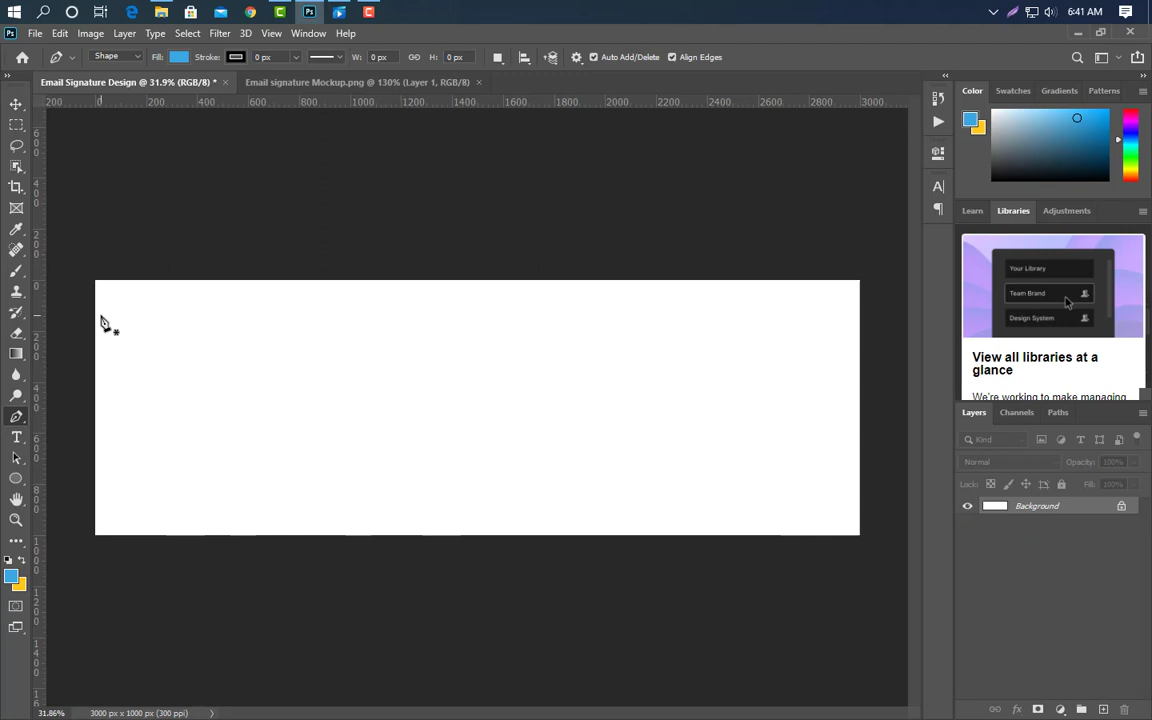 6:41 AM
Ps File Edit Image Layer Type Select Filter 3D View Window Help
Shape Fill: Stroke: 0 px W: 0 px H: 0 px Auto Add/Delete Align Edges
Email Signature Design @ 31.9% (RGB/8) * × Email signature Mockup.png @ 130% (Layer 1, RGB/8) ×
200 0 200 400 600 800 1000 1200 1400 1600 1800 2000 2200 2400 2600 2800 3000
Color Swatches Gradients Patterns
Learn Libraries Adjustments
Your Library
Team Brand
Design System
View all libraries at a
glance
We're working to make managing
Layers Channels Paths
Kind
Normal Opacity: 100%
Lock: Fill: 100%
Background
31.86% 3000 px x 1000 px (300 ppi)